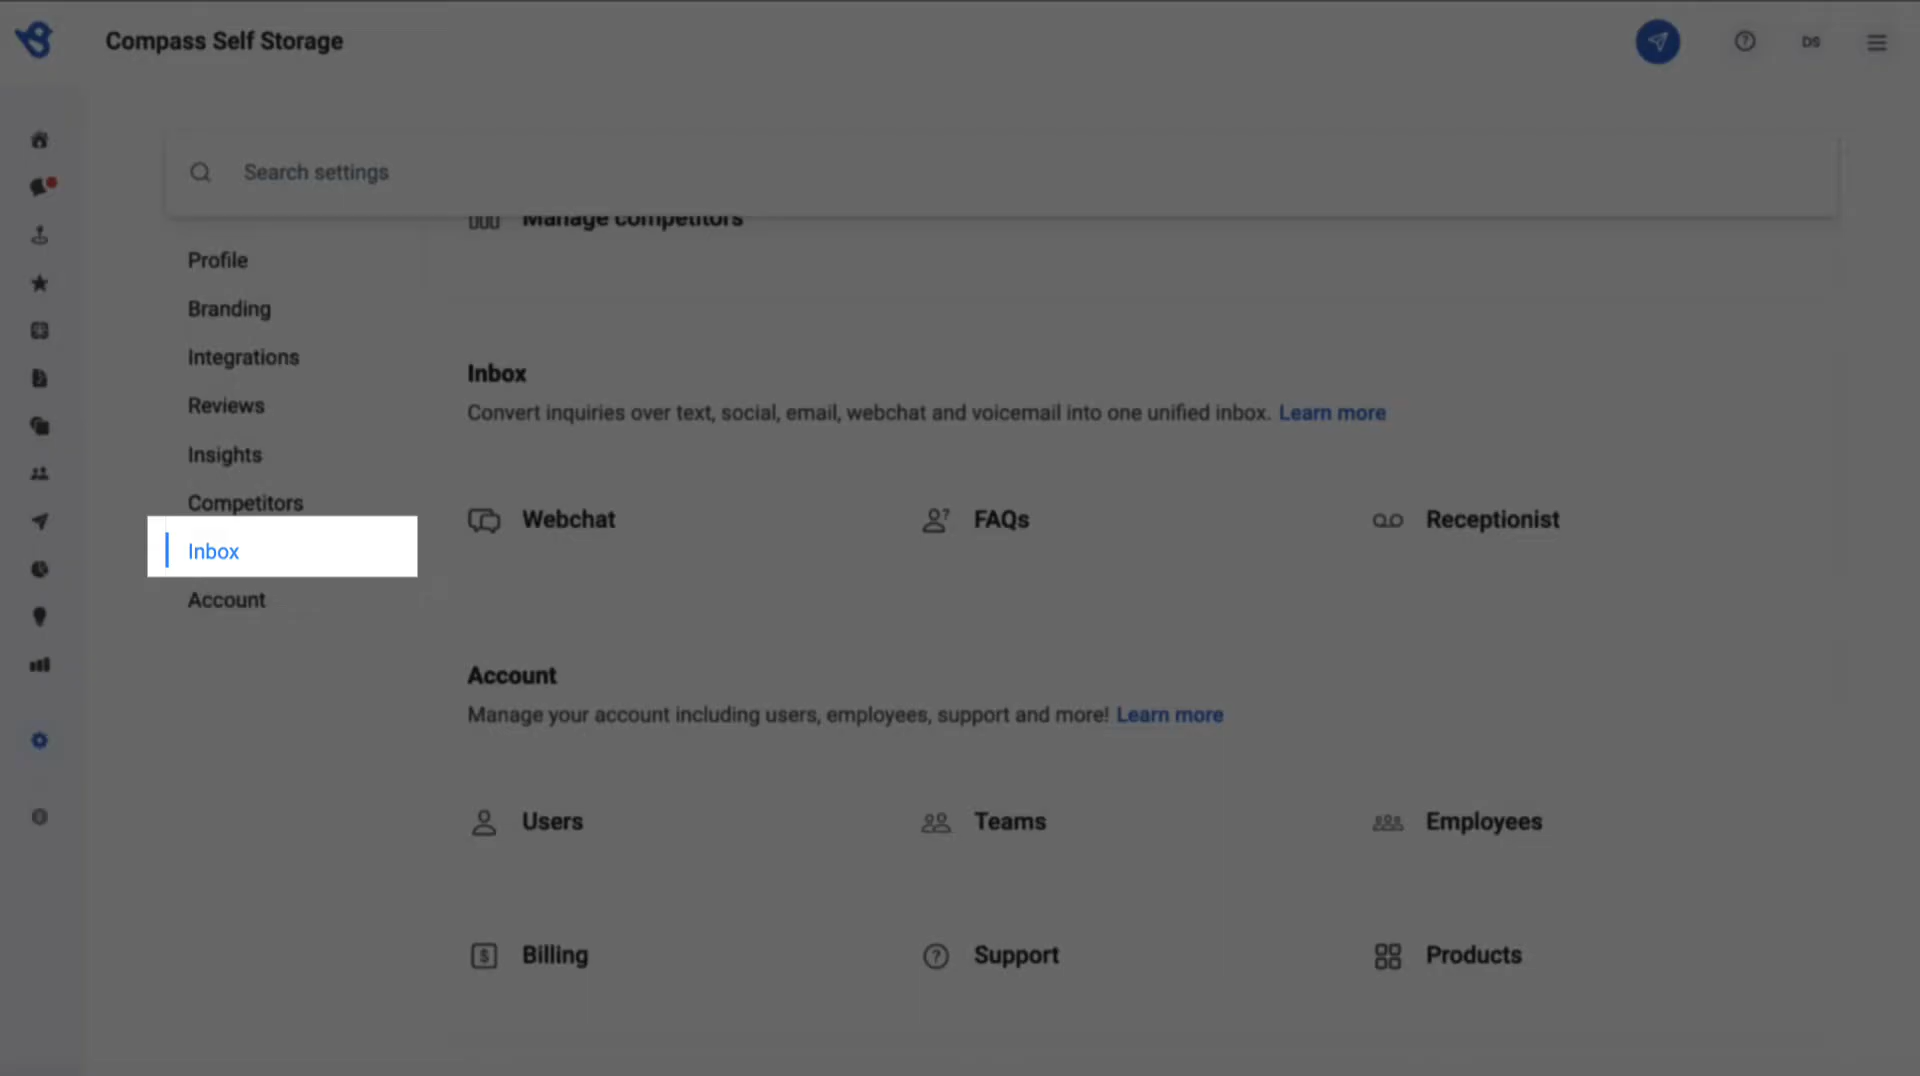 Compass Self Storage
DS
Search settings
Manage competitors
Profile
Branding
Integrations
Reviews
Insights
Competitors
Inbox
Account
Inbox
Convert inquiries over text, social, email, webchat and voicemail into one unified inbox. Learn more
Webchat
FAQs
Receptionist
Account
Manage your account including users, employees, support and more! Learn more
Users
Teams
Employees
Billing
Support
Products